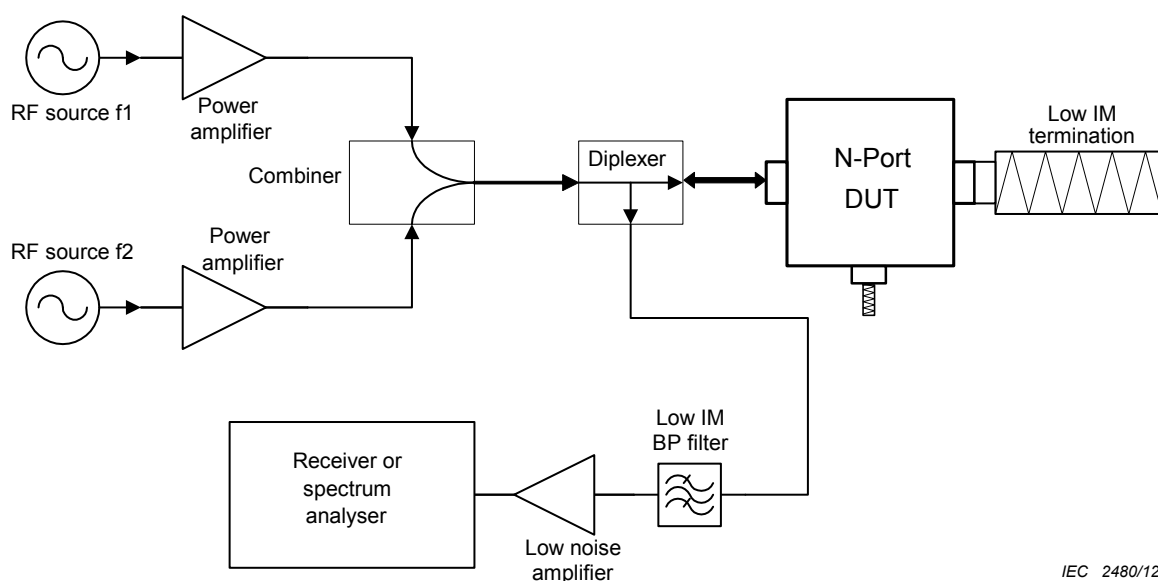 RF source f1
Power
amplifier
Combiner
Diplexer
N-Port
DUT
Low IM
termination
RF source f2
Power
amplifier
Low IM
BP filter
Receiver or
spectrum
analyser
Low noise
amplifier
IEC 2480/12